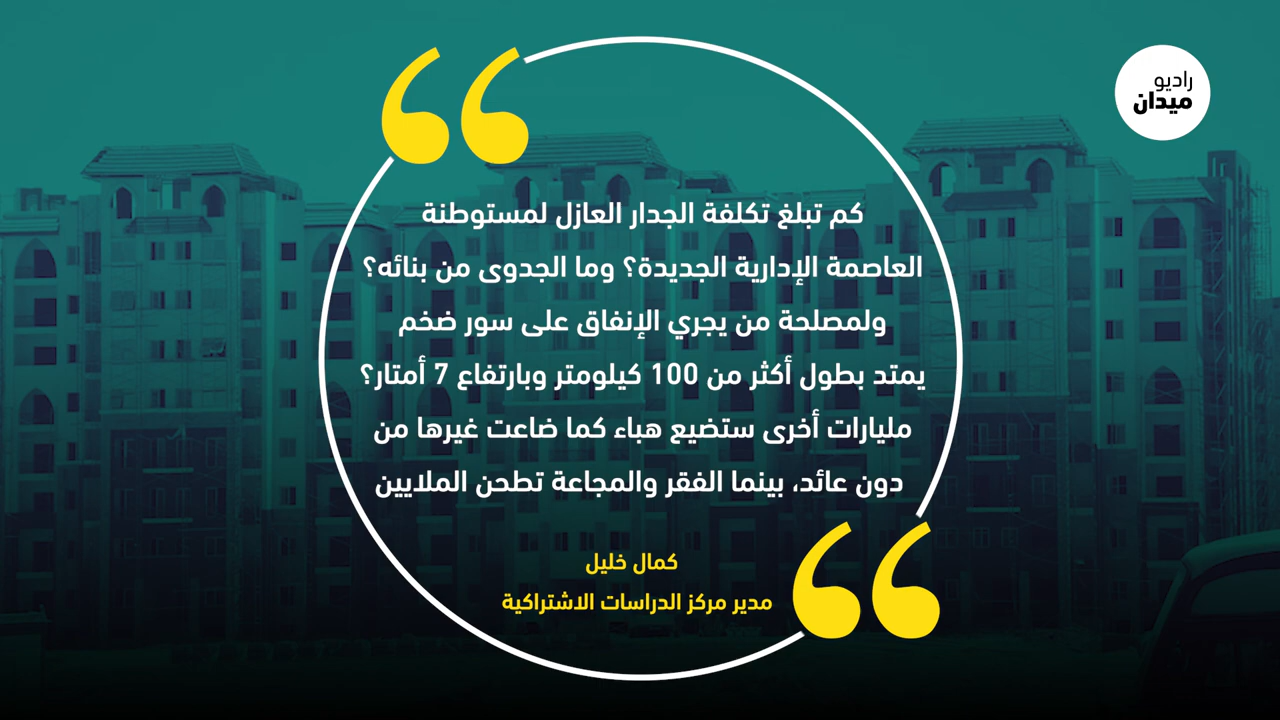 راديو
ميدان
كم تبلغ تكلفة الجدار العازل لمستوطنة
العاصمة الإدارية الجديدة؟ وما الجدوى من بنائه؟
ولمصلحة من يجري الإنفاق على سور ضخم
يمتد بطول أكثر من 100 كيلومتر وبارتفاع 7 أمتار؟
مليارات أخرى ستضيع هباء كما ضاعت غيرها من
دون عائد، بينما الفقر والمجاعة تطحن الملايين
كمال خليل
مدير مركز الدراسات الاشتراكية